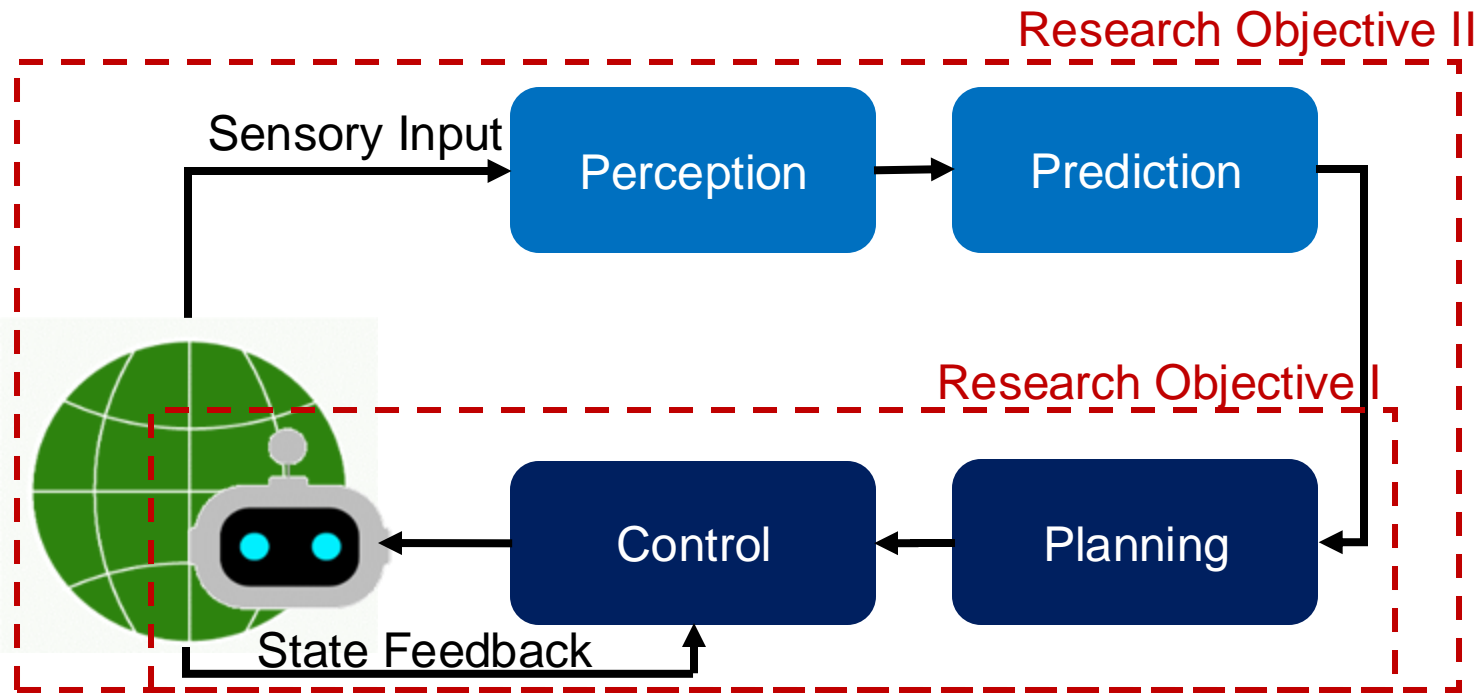 Research Objective II
Sensory Input
Perception
Prediction
Research Objective I
Control
Planning
State Feedback